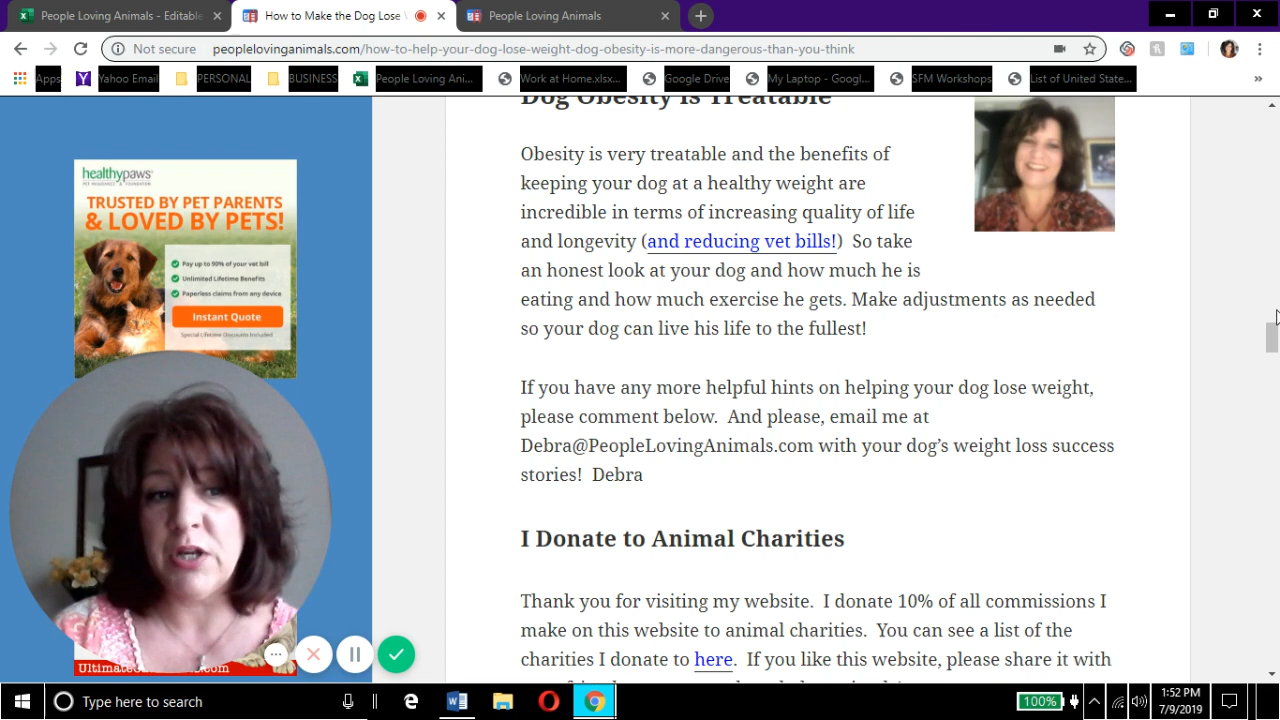 People Loving Animals - Editable
How to Make the Dog Lose
People Loving Animals
Not secure
peoplelovinganimals.com/how-to-help-your-dog-lose-weight-dog-obesity-is-more-dangerous-than-you-think
Apps
Yahoo Email
PERSONAL
BUSINESS
People Loving Ani...
Work at Home.xlsx...
Google Drive
My Laptop - Googl...
SFM Workshops
List of United State...
»
Dog Obesity is Treatable
Obesity is very treatable and the benefits of
keeping your dog at a healthy weight are
incredible in terms of increasing quality of life
and longevity (and reducing vet bills!)  So take
an honest look at your dog and how much he is
eating and how much exercise he gets. Make adjustments as needed
so your dog can live his life to the fullest!
If you have any more helpful hints on helping your dog lose weight,
please comment below.  And please, email me at
Debra@PeopleLovingAnimals.com with your dog’s weight loss success
stories!  Debra
I Donate to Animal Charities
Thank you for visiting my website.  I donate 10% of all commissions I
make on this website to animal charities.  You can see a list of the
charities I donate to here.  If you like this website, please share it with
healthypaws
PET INSURANCE & FOUNDATION
TRUSTED BY PET PARENTS
& LOVED BY PETS!
Pay up to 90% of your vet bill
Unlimited Lifetime Benefits
Paperless claims from any device
Instant Quote
Special Lifetime Discounts Included
Type here to search
100%
1:52 PM
7/9/2019